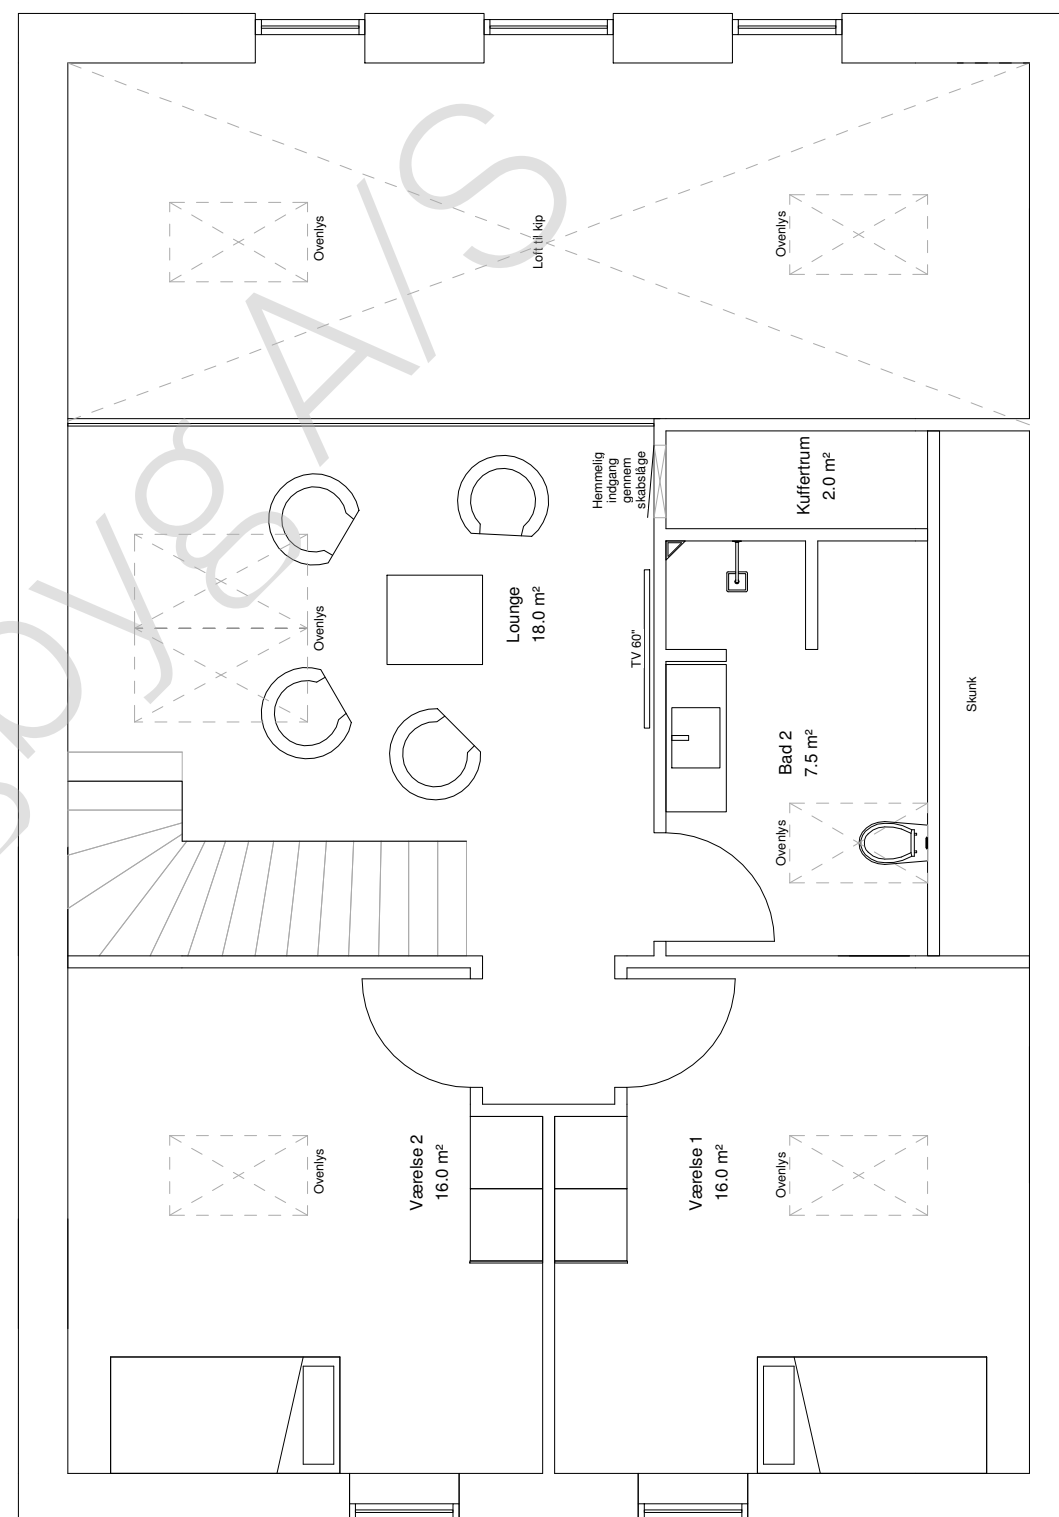 Ovenlys
Loft til kip
Ovenlys
Hemmelig
indgang
gennem
skabslåge
Kuffertrum
2.0 m²
Ovenlys
Lounge
18.0 m²
TV 60"
Skunk
Bad 2
7.5 m²
Ovenlys
Værelse 2
16.0 m²
Ovenlys
Værelse 1
16.0 m²
Ovenlys
byg A/S